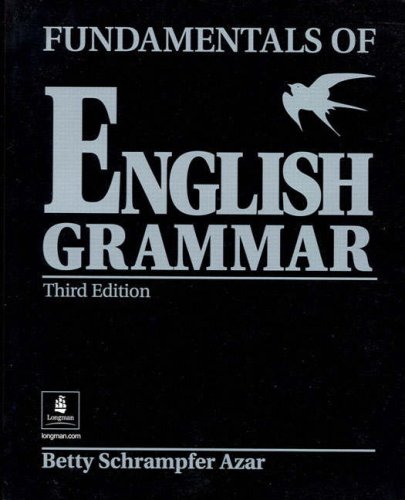 FUNDAMENTALS OF
ENGLISH
GRAMMAR
Third Edition
Longman
longman.com
Betty Schrampfer Azar